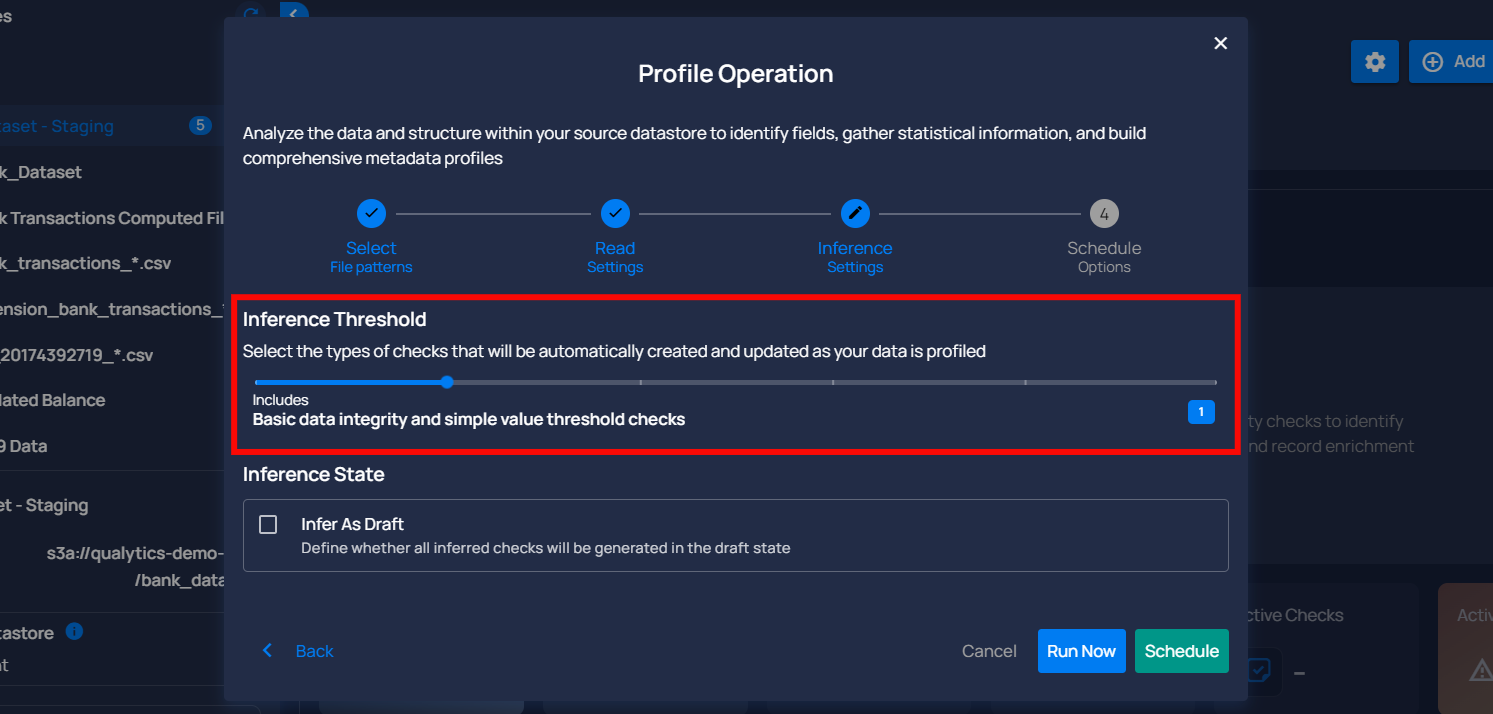 es
Add
Profile Operation
Analyze the data and structure within your source datastore to identify fields, gather statistical information, and build
comprehensive metadata profiles
taset - Staging
5
k_Dataset
k Transactions Computed Fil
k_transactions_*.csv
ension_bank_transactions_*
_20174392719_*.csv
lated Balance
9 Data
et - Staging
s3a://qualytics-demo-
/bank_data
tastore
t
Select
File patterns
Read
Settings
Inference
Settings
4
Schedule
Options
Inference Threshold
Select the types of checks that will be automatically created and updated as your data is profiled
Includes
Basic data integrity and simple value threshold checks
1
Inference State
Infer As Draft
Define whether all inferred checks will be generated in the draft state
Back
Cancel
Run Now
Schedule
ty checks to identify
nd record enrichment
ctive Checks
Activ
–